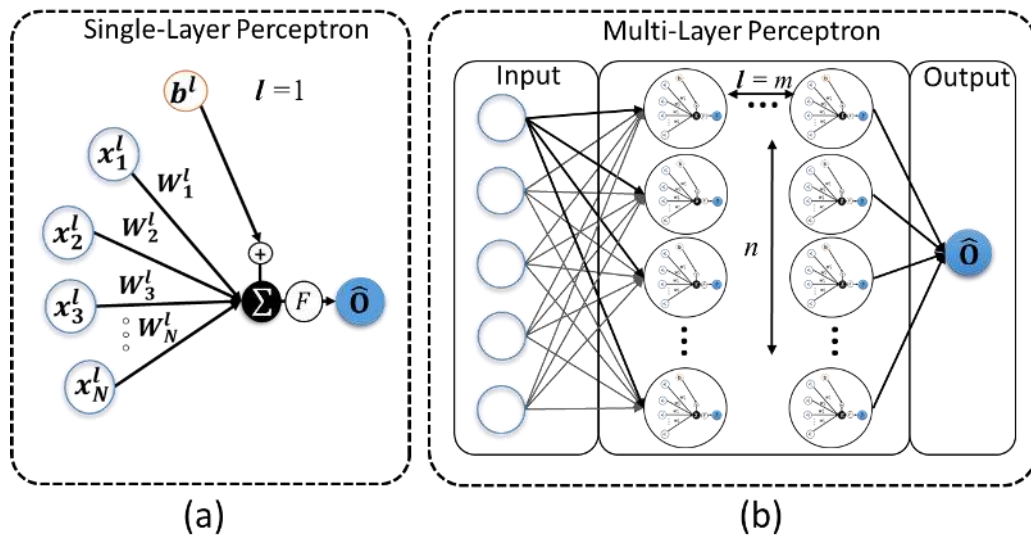 Single-Layer Perceptron
b^l
l =1
x_1^l
W_1^l
x_2^l
W_2^l
x_3^l
W_3^l
W_N^l
x_N^l
+
Σ
F
Ô
(a)
Multi-Layer Perceptron
Input
l = m
•••
Output
n
Ô
(b)